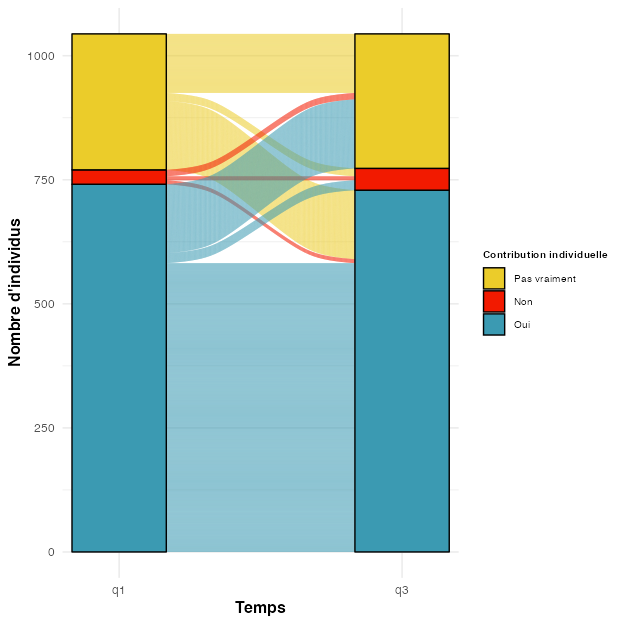 Nombre d'individus
1000
750
500
250
0
q1
q3
Temps
Contribution individuelle
Pas vraiment
Non
Oui